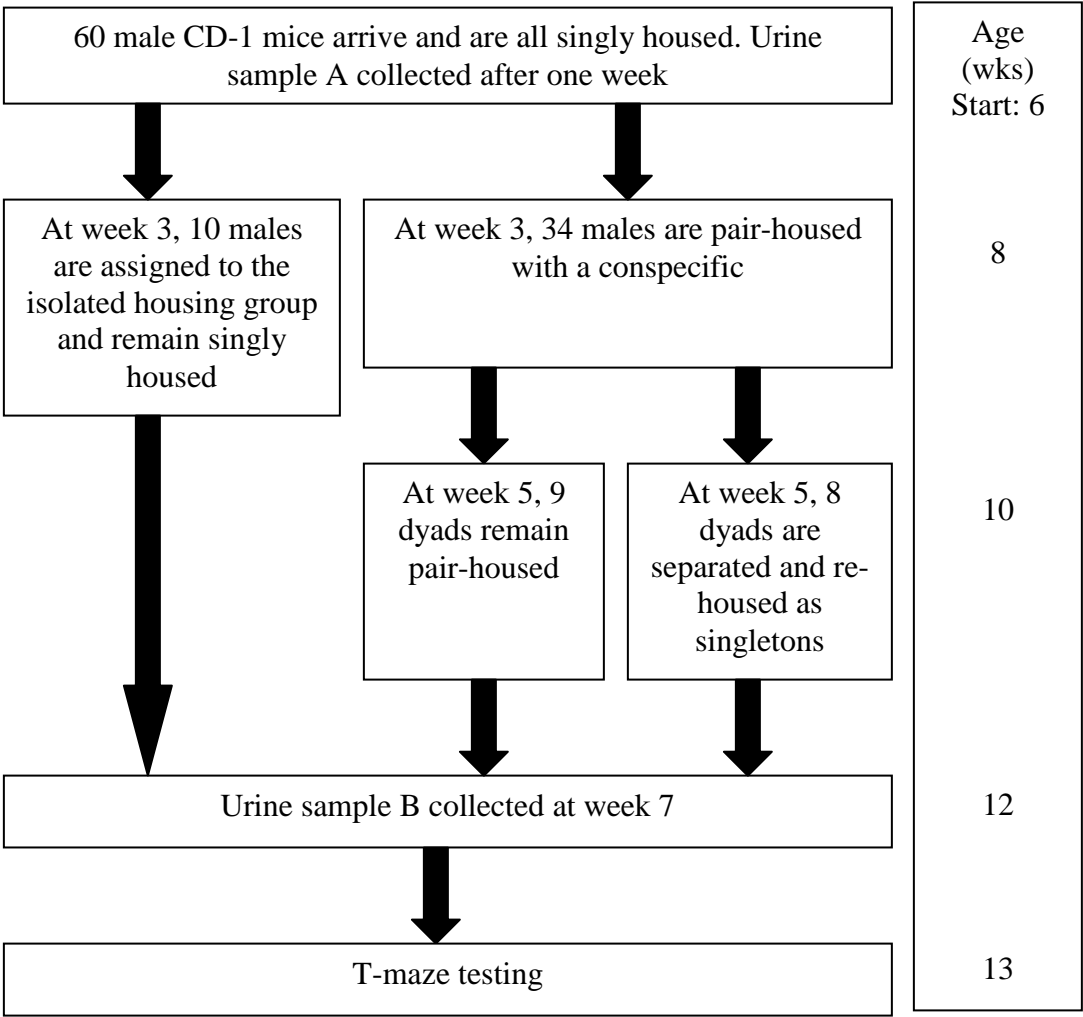 60 male CD-1 mice arrive and are all singly housed. Urine
sample A collected after one week
Age
(wks)
Start: 6
At week 3, 10 males
are assigned to the
isolated housing group
and remain singly
housed
At week 3, 34 males are pair-housed
with a conspecific
8
At week 5, 9
dyads remain
pair-housed
At week 5, 8
dyads are
separated and re-
housed as
singletons
10
Urine sample B collected at week 7
12
T-maze testing
13